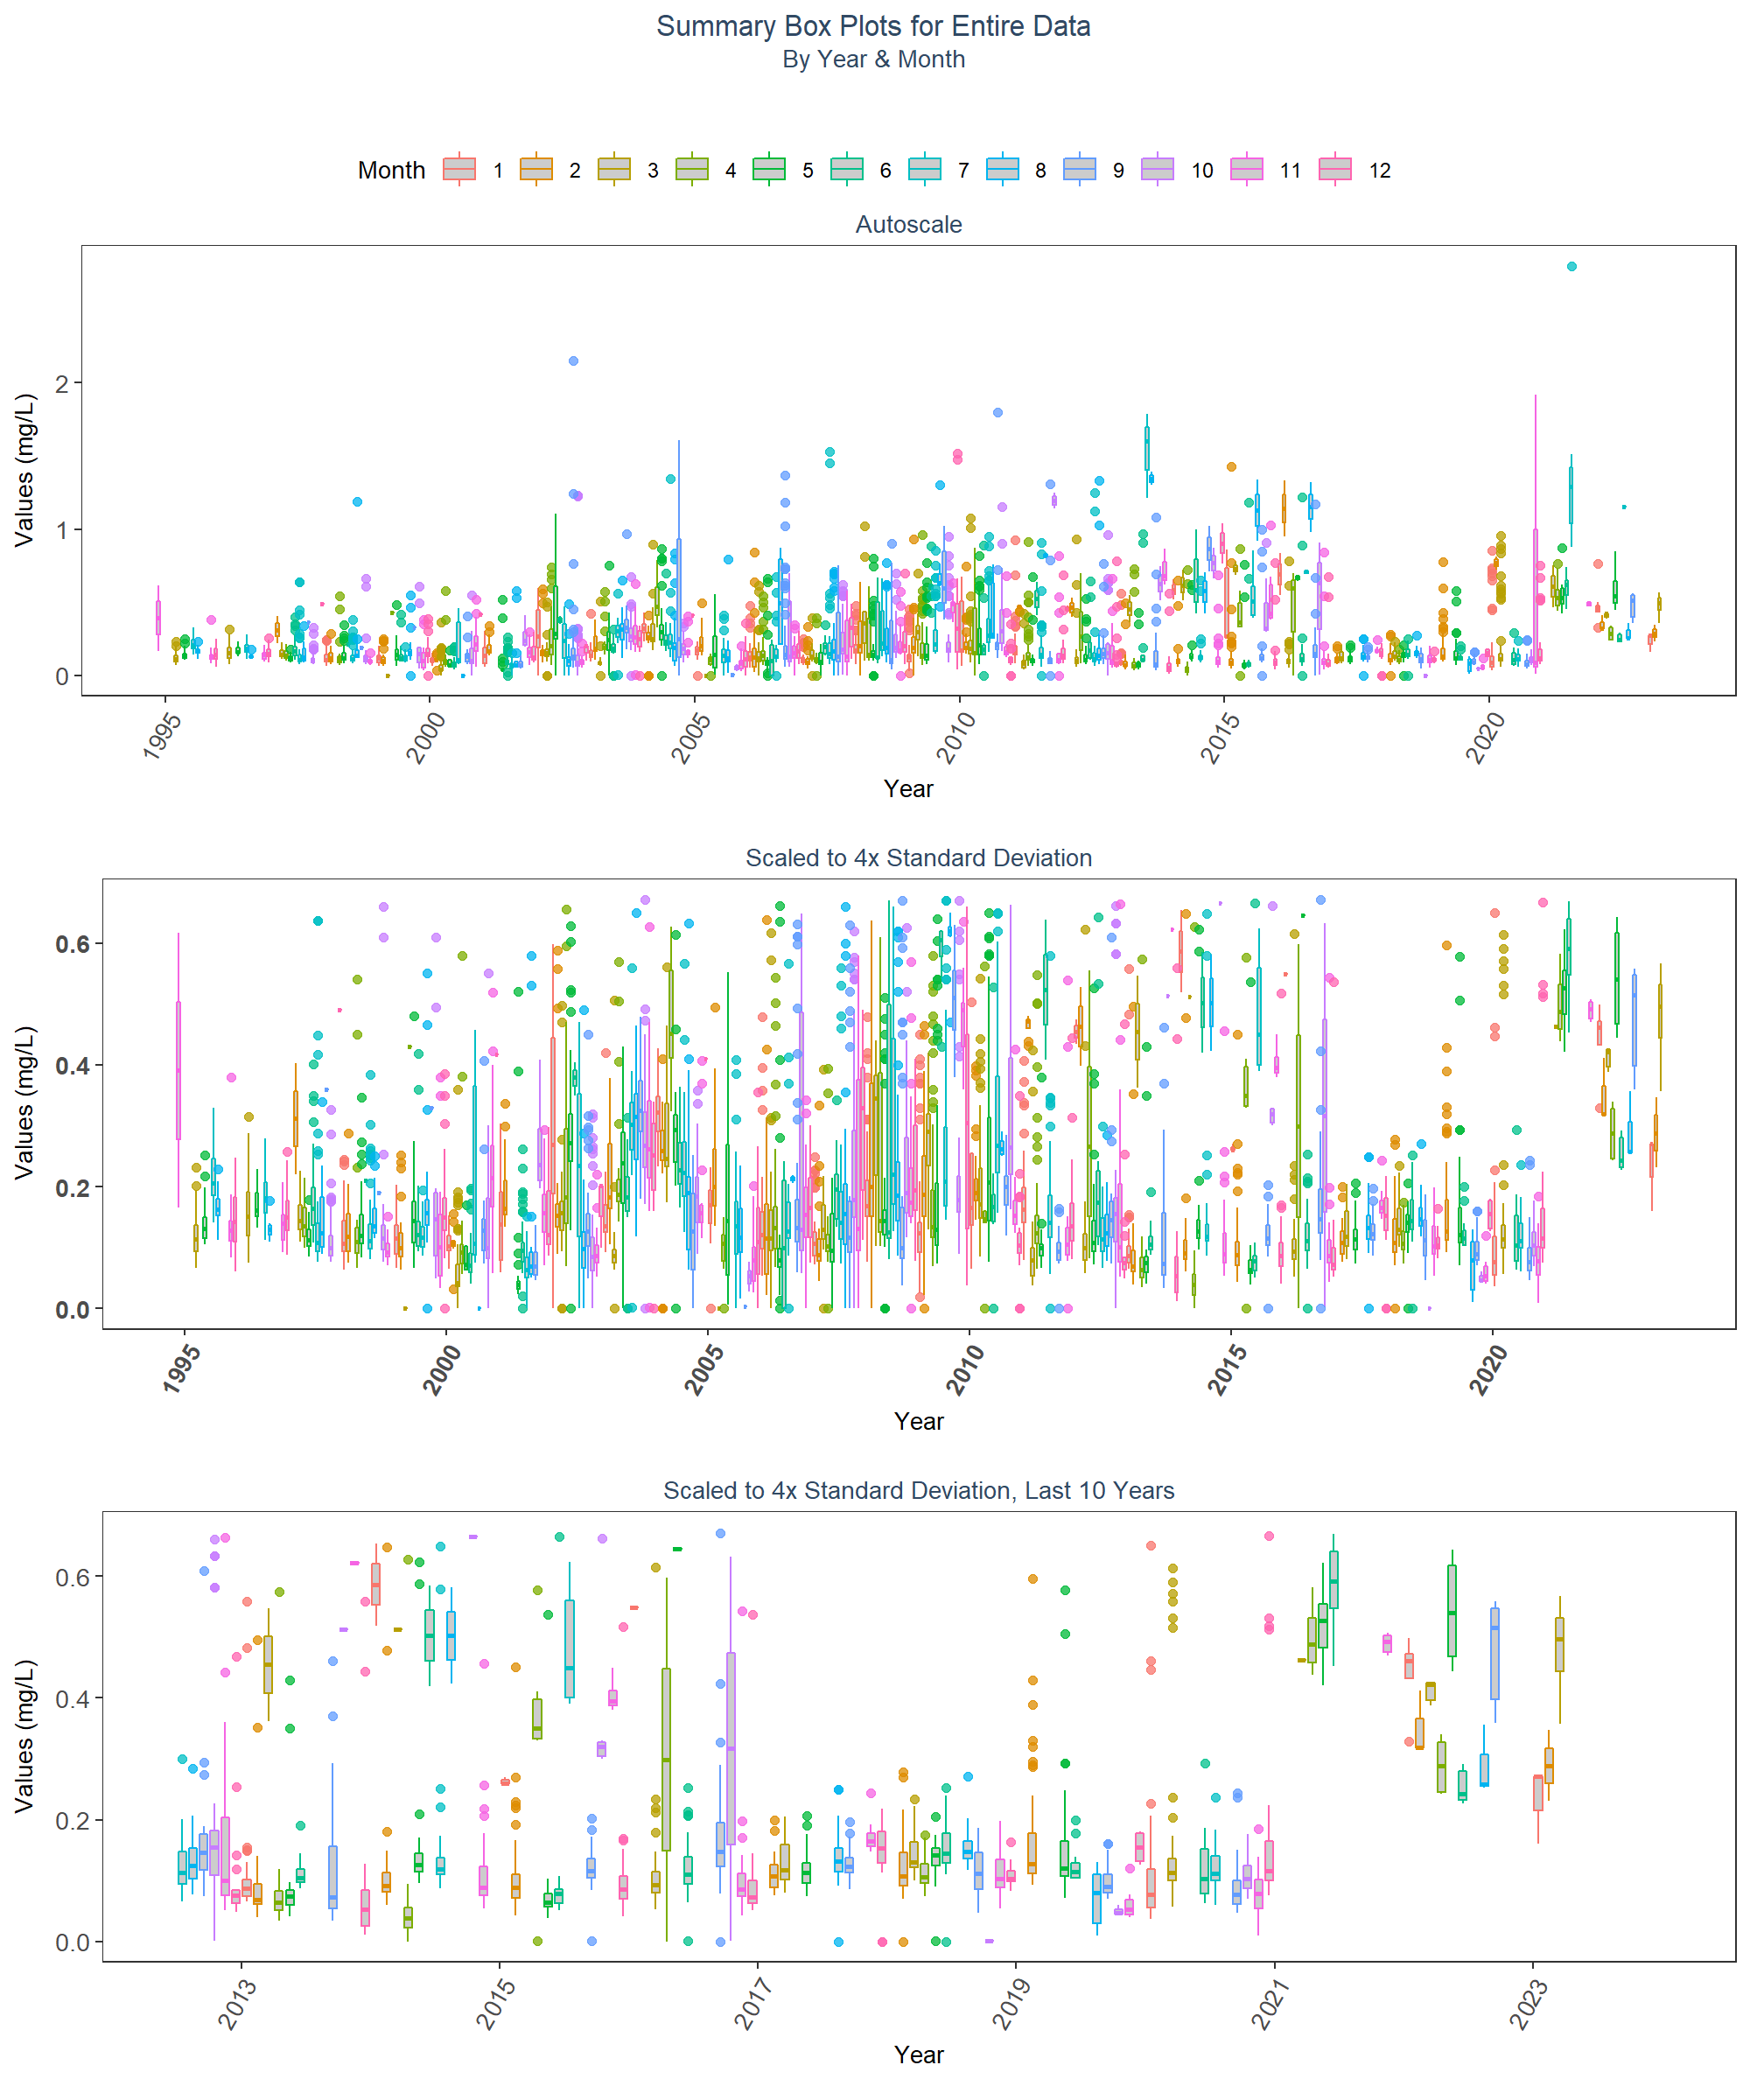 Summary Box Plots for Entire Data
By Year & Month
Month 1 2 3 4 5 6 7 8 9 10 11 12
Autoscale
Values (mg/L)
2
1
0
1995 2000 2005 2010 2015 2020
Year
Scaled to 4x Standard Deviation
Values (mg/L)
0.6
0.4
0.2
0.0
1995 2000 2005 2010 2015 2020
Year
Scaled to 4x Standard Deviation, Last 10 Years
Values (mg/L)
0.6
0.4
0.2
0.0
2013 2015 2017 2019 2021 2023
Year